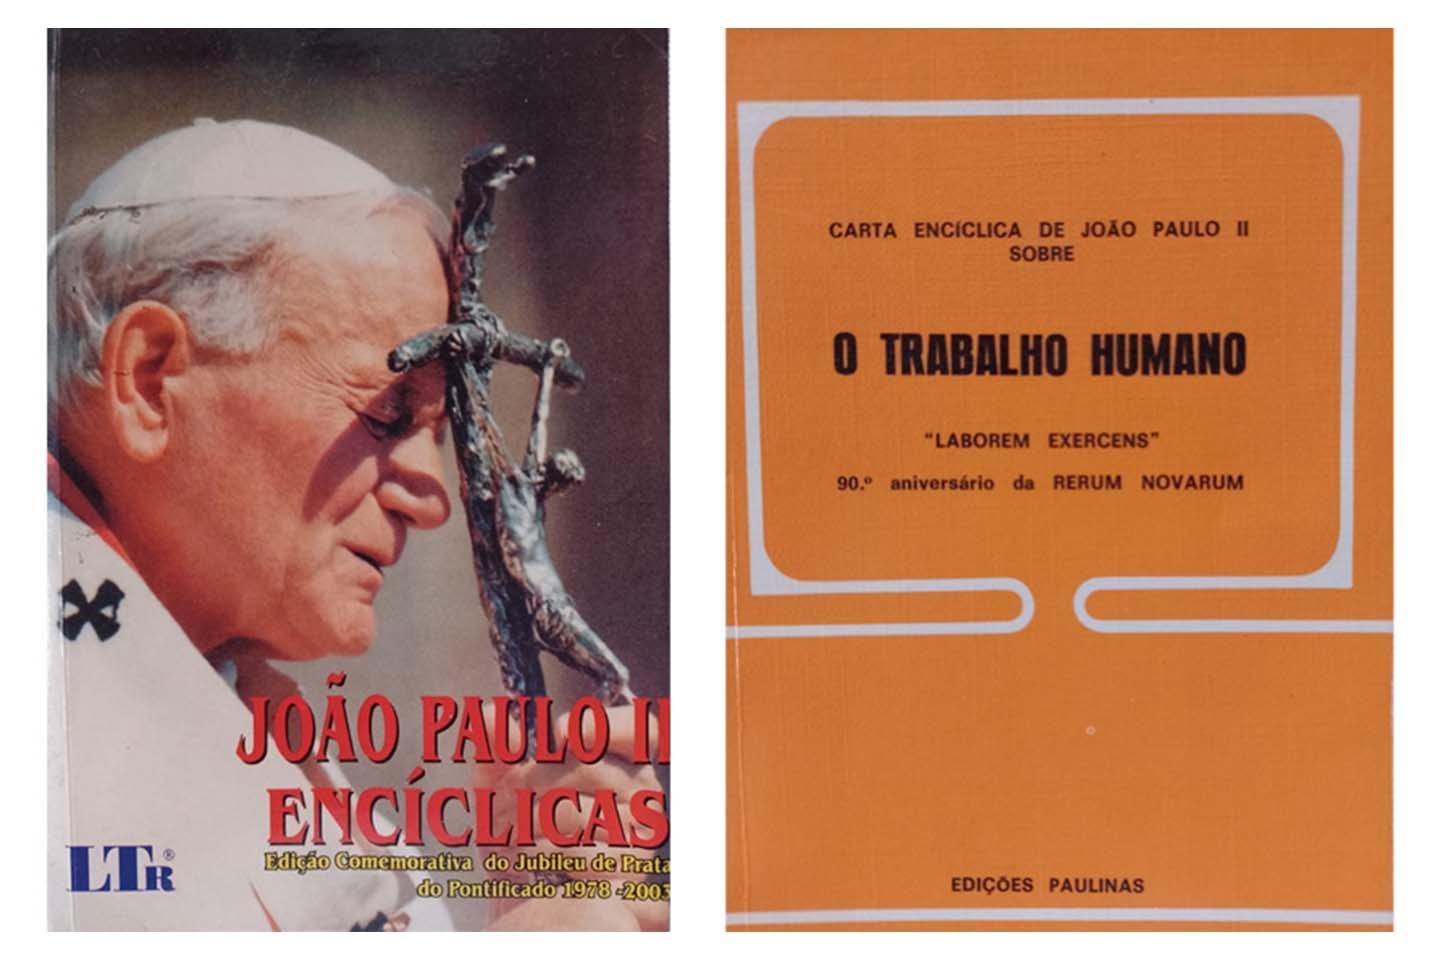 JOÃO PAULO II
ENCÍCLICAS
Edição Comemorativa do Jubileu de Prata
do Pontificado 1978 -2003
LTR®
CARTA ENCÍCLICA DE JOÃO PAULO II
SOBRE
O TRABALHO HUMANO
"LABOREM EXERCENS"
90.º aniversário da RERUM NOVARUM
EDIÇÕES PAULINAS